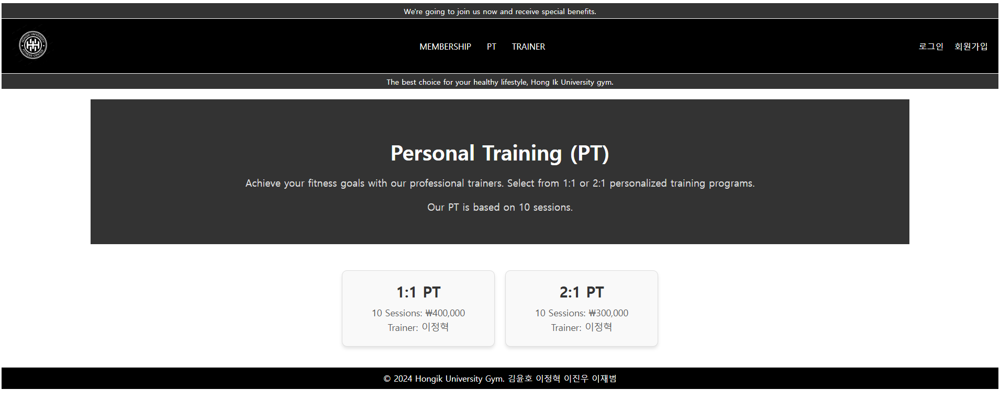 We're going to join us now and receive special benefits.
HONGIK UNIVERSITY
FITNESS CENTER
MEMBERSHIP PT TRAINER
로그인 회원가입
The best choice for your healthy lifestyle, Hong Ik University gym.
Personal Training (PT)
Achieve your fitness goals with our professional trainers. Select from 1:1 or 2:1 personalized training programs.
Our PT is based on 10 sessions.
1:1 PT
10 Sessions: ₩400,000
Trainer: 이정혁
2:1 PT
10 Sessions: ₩300,000
Trainer: 이정혁
© 2024 Hongik University Gym. 김윤호 이정혁 이진우 이재범